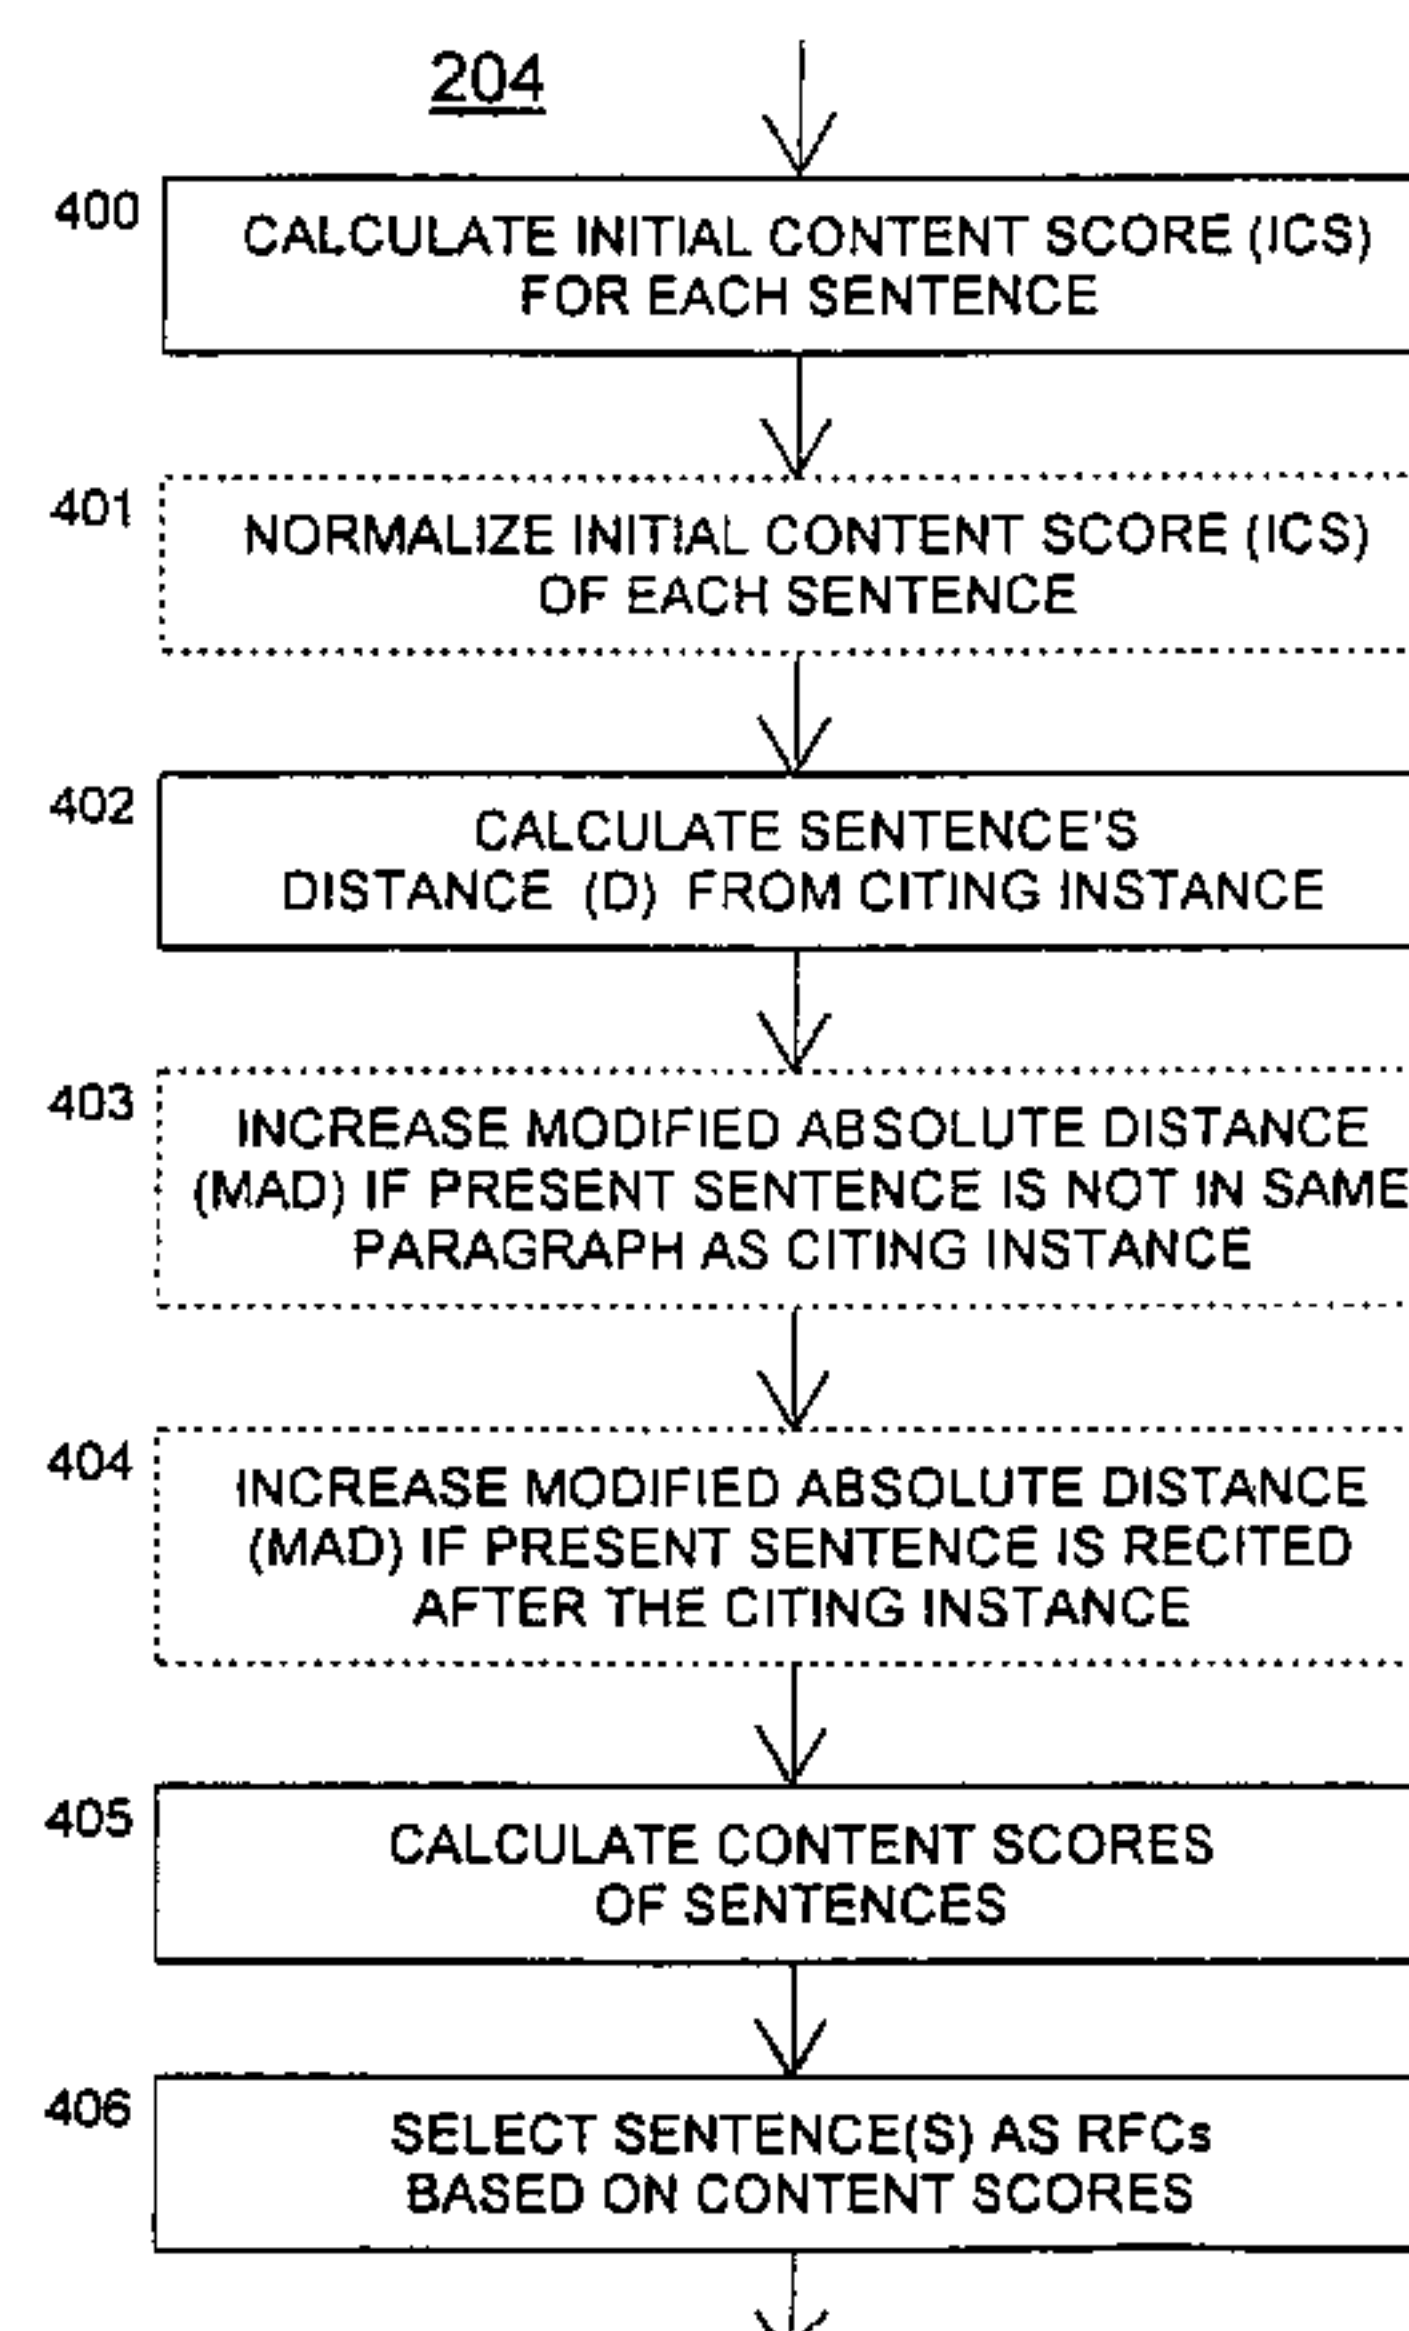 204
400
CALCULATE INITIAL CONTENT SCORE (ICS)
FOR EACH SENTENCE
401
NORMALIZE INITIAL CONTENT SCORE (ICS)
OF EACH SENTENCE
402
CALCULATE SENTENCE'S
DISTANCE (D) FROM CITING INSTANCE
403
INCREASE MODIFIED ABSOLUTE DISTANCE
(MAD) IF PRESENT SENTENCE IS NOT IN SAME
PARAGRAPH AS CITING INSTANCE
404
INCREASE MODIFIED ABSOLUTE DISTANCE
(MAD) IF PRESENT SENTENCE IS RECITED
AFTER THE CITING INSTANCE
405
CALCULATE CONTENT SCORES
OF SENTENCES
406
SELECT SENTENCE(S) AS RFCs
BASED ON CONTENT SCORES